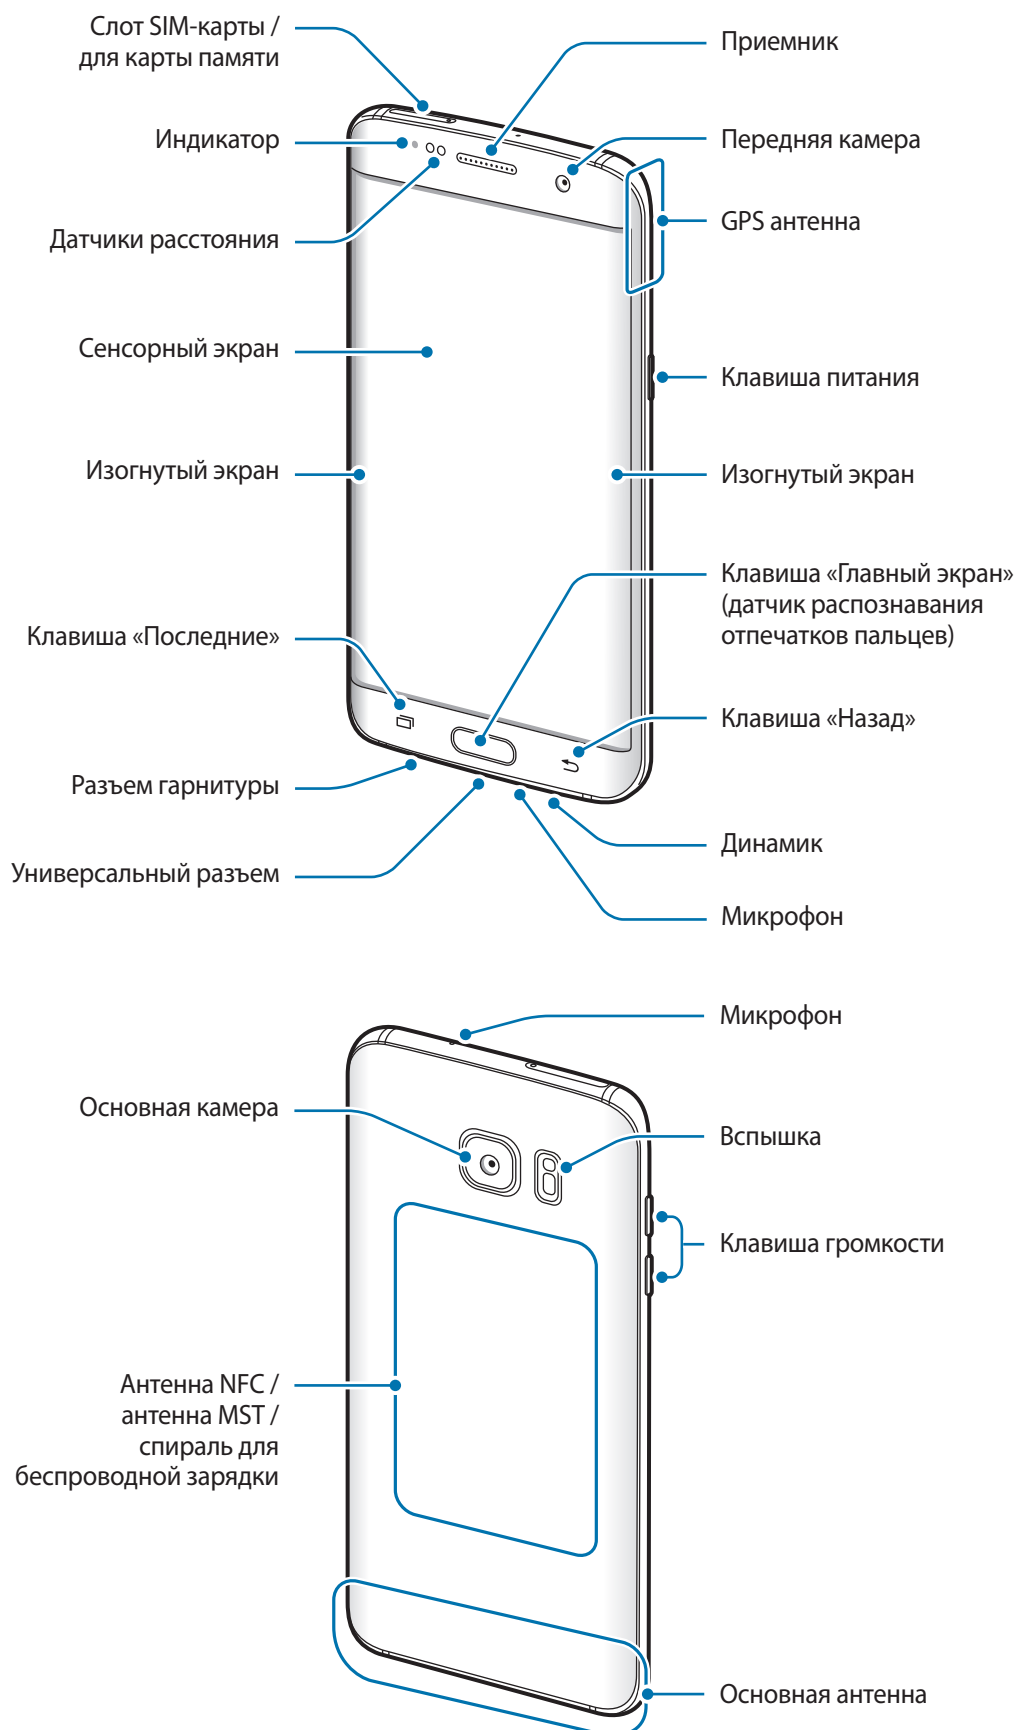 Слот SIM-карты /
для карты памяти
Приемник
Индикатор
Передняя камера
GPS антенна
Датчики расстояния
Сенсорный экран
Клавиша питания
Изогнутый экран
Изогнутый экран
Клавиша «Главный экран»
(датчик распознавания
отпечатков пальцев)
Клавиша «Последние»
Клавиша «Назад»
Разъем гарнитуры
Динамик
Универсальный разъем
Микрофон
Микрофон
Основная камера
Вспышка
Клавиша громкости
Антенна NFC /
антенна MST /
спираль для
беспроводной зарядки
Основная антенна